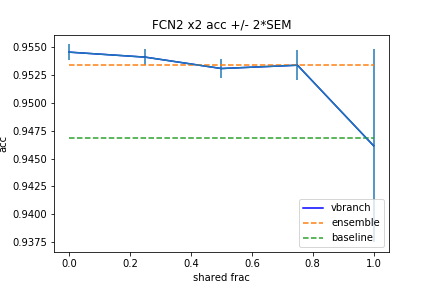 FCN2 x2 acc +/- 2*SEM
0.9550
0.9525
0.9500
0.9475
0.9450
0.9425
0.9400
0.9375
acc
vbranch
ensemble
baseline
0.0 0.2 0.4 0.6 0.8 1.0
shared frac